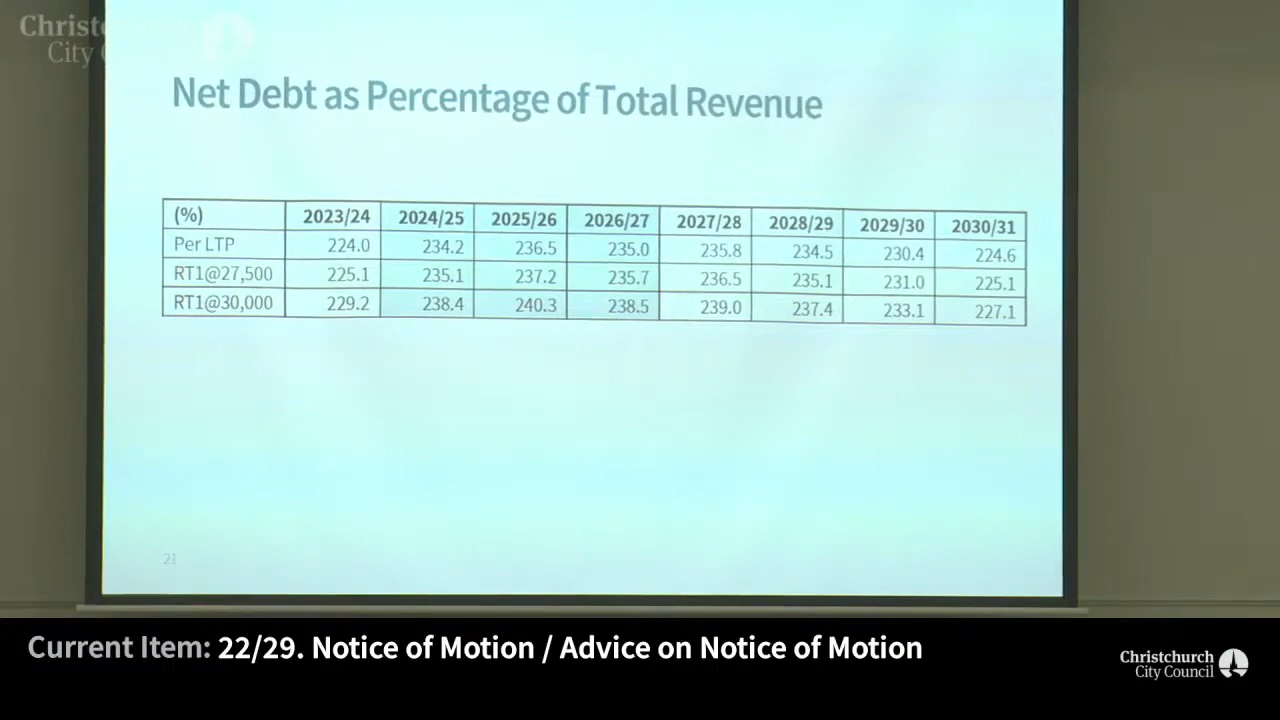 Christ
City
Net Debt as Percentage of Total Revenue
(%) 2023/24 2024/25 2025/26 2026/27 2027/28 2028/29 2029/30 2030/31
Per LTP 224.0 234.2 236.5 235.0 235.8 234.5 230.4 224.6
RT1@27,500 225.1 235.1 237.2 235.7 236.5 235.1 231.0 225.1
RT1@30,000 229.2 238.4 240.3 238.5 239.0 237.4 233.1 227.1
21
Current Item: 22/29. Notice of Motion / Advice on Notice of Motion
Christchurch
City Council